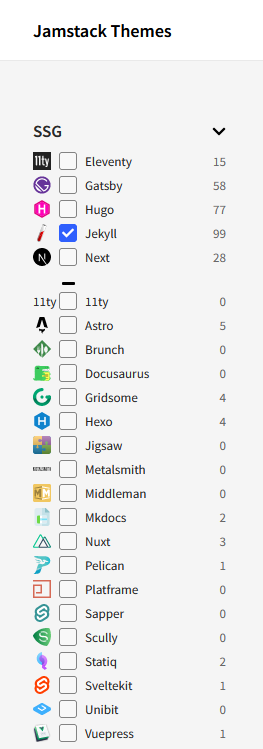 Jamstack Themes
SSG
11ty Eleventy 15
Gatsby 58
H Hugo 77
Jekyll 99
N Next 28
11ty 11ty 0
Astro 5
Brunch 0
Docusaurus 0
Gridsome 4
H Hexo 4
Jigsaw 0
METALSMITH Metalsmith 0
M Middleman 0
Mkdocs 2
Nuxt 3
Pelican 1
Platframe 0
Sapper 0
S Scully 0
Statiq 2
Sveltekit 1
Unibit 0
Vuepress 1